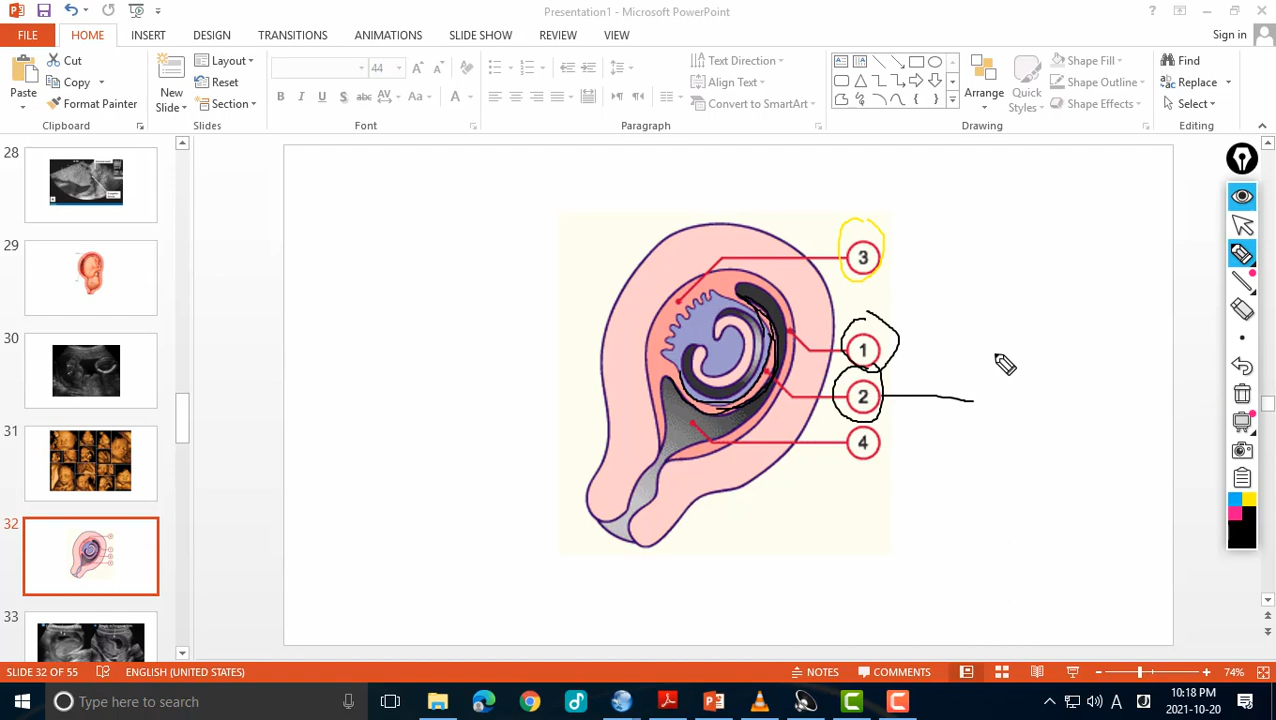 Presentation1 - Microsoft PowerPoint
FILE HOME INSERT DESIGN TRANSITIONS ANIMATIONS SLIDE SHOW REVIEW VIEW Sign in
Cut
Copy
Format Painter
Paste
Clipboard
New
Slide
Layout
Reset
Section
Slides
44
B I U S abc AV Aa A
Font
Text Direction
Align Text
Convert to SmartArt
Paragraph
Arrange
Quick
Styles
Shape Fill
Shape Outline
Shape Effects
Drawing
Find
Replace
Select
Editing
28
29
30
31
32
33
3
1
2
4
SLIDE 32 OF 55 ENGLISH (UNITED STATES) NOTES COMMENTS 74%
Type here to search
10:18 PM
2021-10-20